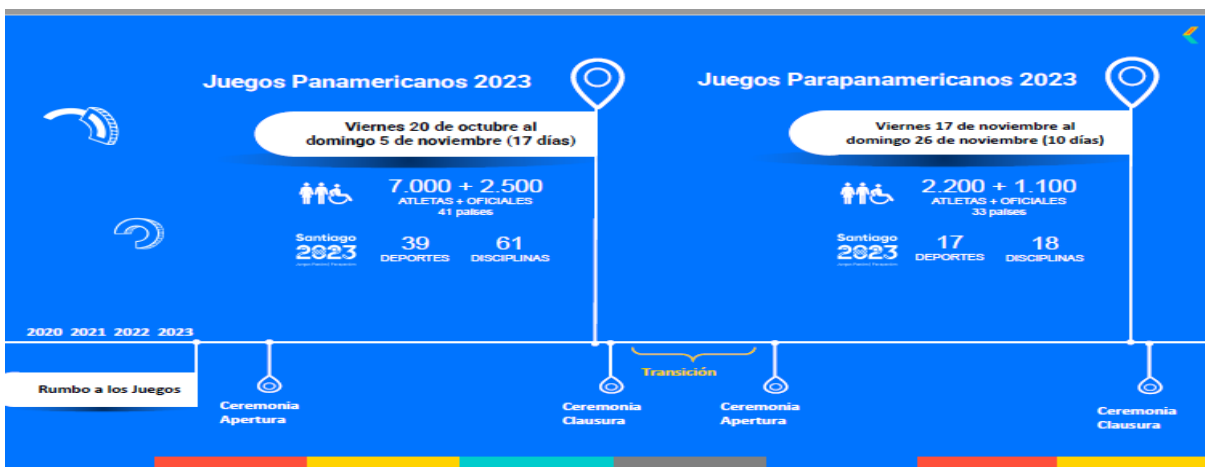 Juegos Panamericanos 2023
Viernes 20 de octubre al
domingo 5 de noviembre (17 días)
7.000 + 2.500
ATLETAS + OFICIALES
41 países
Santiago
2023
39
DEPORTES
61
DISCIPLINAS
Juegos Parapanamericanos 2023
Viernes 17 de noviembre al
domingo 26 de noviembre (10 días)
2.200 + 1.100
ATLETAS + OFICIALES
33 países
Santiago
2023
17
DEPORTES
18
DISCIPLINAS
2020 2021 2022 2023
Rumbo a los Juegos
Ceremonia
Apertura
Ceremonia
Clausura
Transición
Ceremonia
Apertura
Ceremonia
Clausura